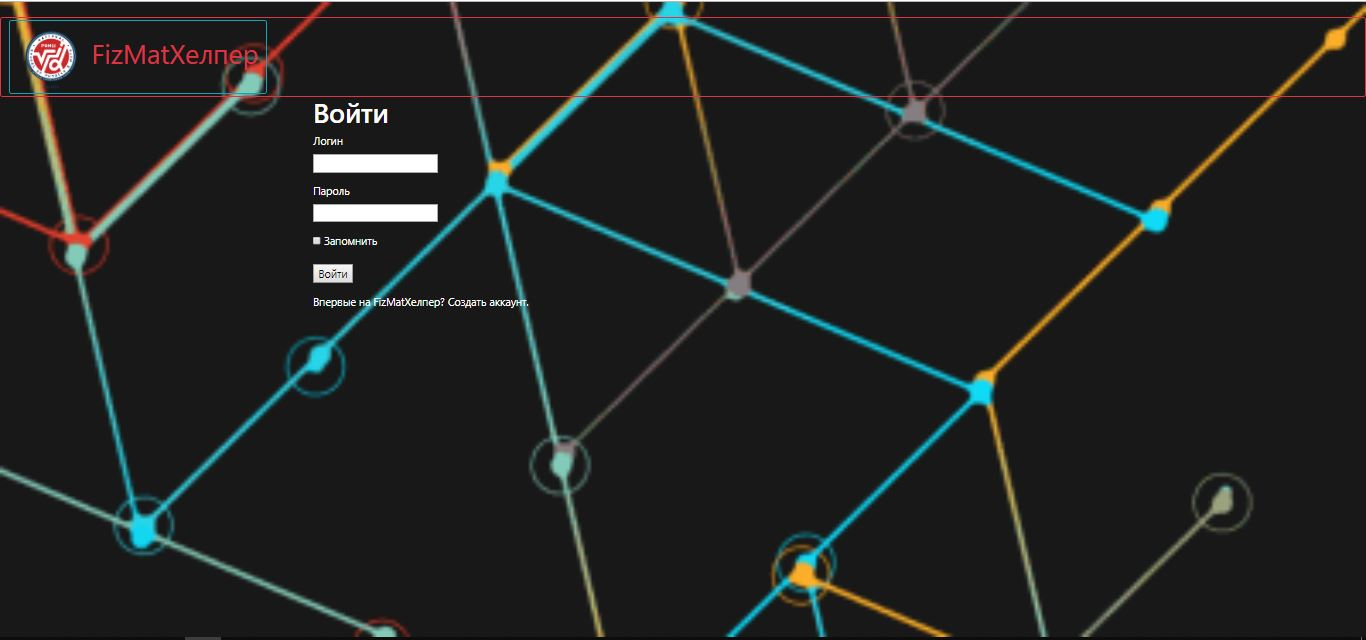 FizMatХелпер
Войти
Логин
Пароль
Запомнить
Войти
Впервые на FizMatХелпер? Создать аккаунт.